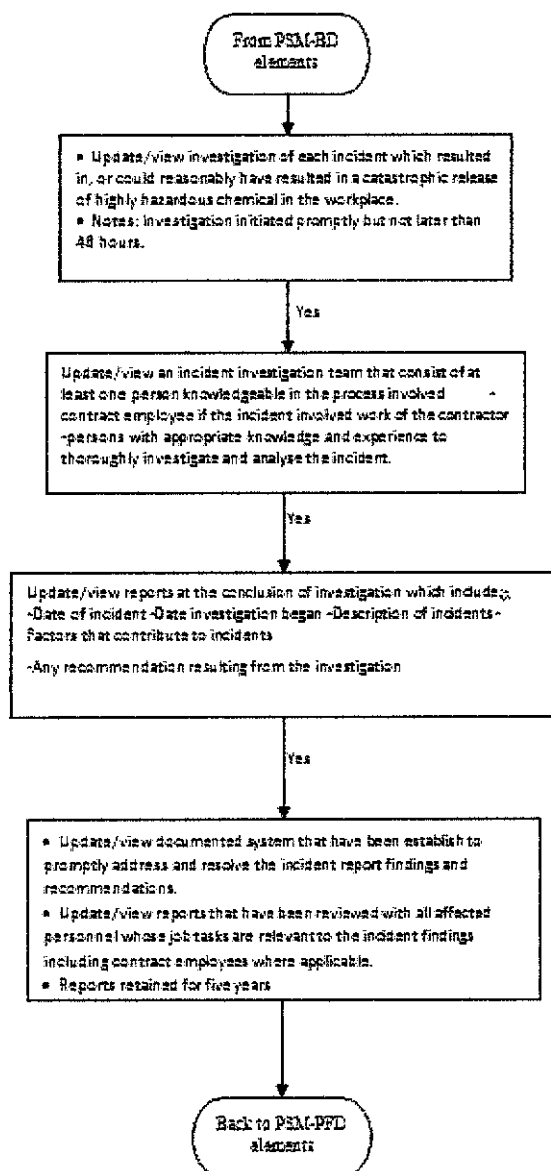 From PSM-BD
elements
• Update/view investigation of each incident which resulted
in, or could reasonably have resulted in a catastrophic release
of highly hazardous chemical in the workplace.
• Notes: Investigation initiated promptly but not later than
48 hours.
Yes
Update/view an incident investigation team that consist of at
least one person knowledgeable in the process involved -
contract employee if the incident involved work of the contractor
-persons with appropriate knowledge and experience to
thoroughly investigate and analyse the incident.
Yes
Update/view reports at the conclusion of investigation which include;
-Date of incident -Date investigation began -Description of incidents -
Factors that contribute to incidents
-Any recommendation resulting from the investigation
Yes
• Update/view documented system that have been establish to
promptly address and resolve the incident report findings and
recommendations.
• Update/view reports that have been reviewed with all affected
personnel whose job tasks are relevant to the incident findings
including contract employees where applicable.
• Reports retained for five years
Back to PSM-PFD
elements